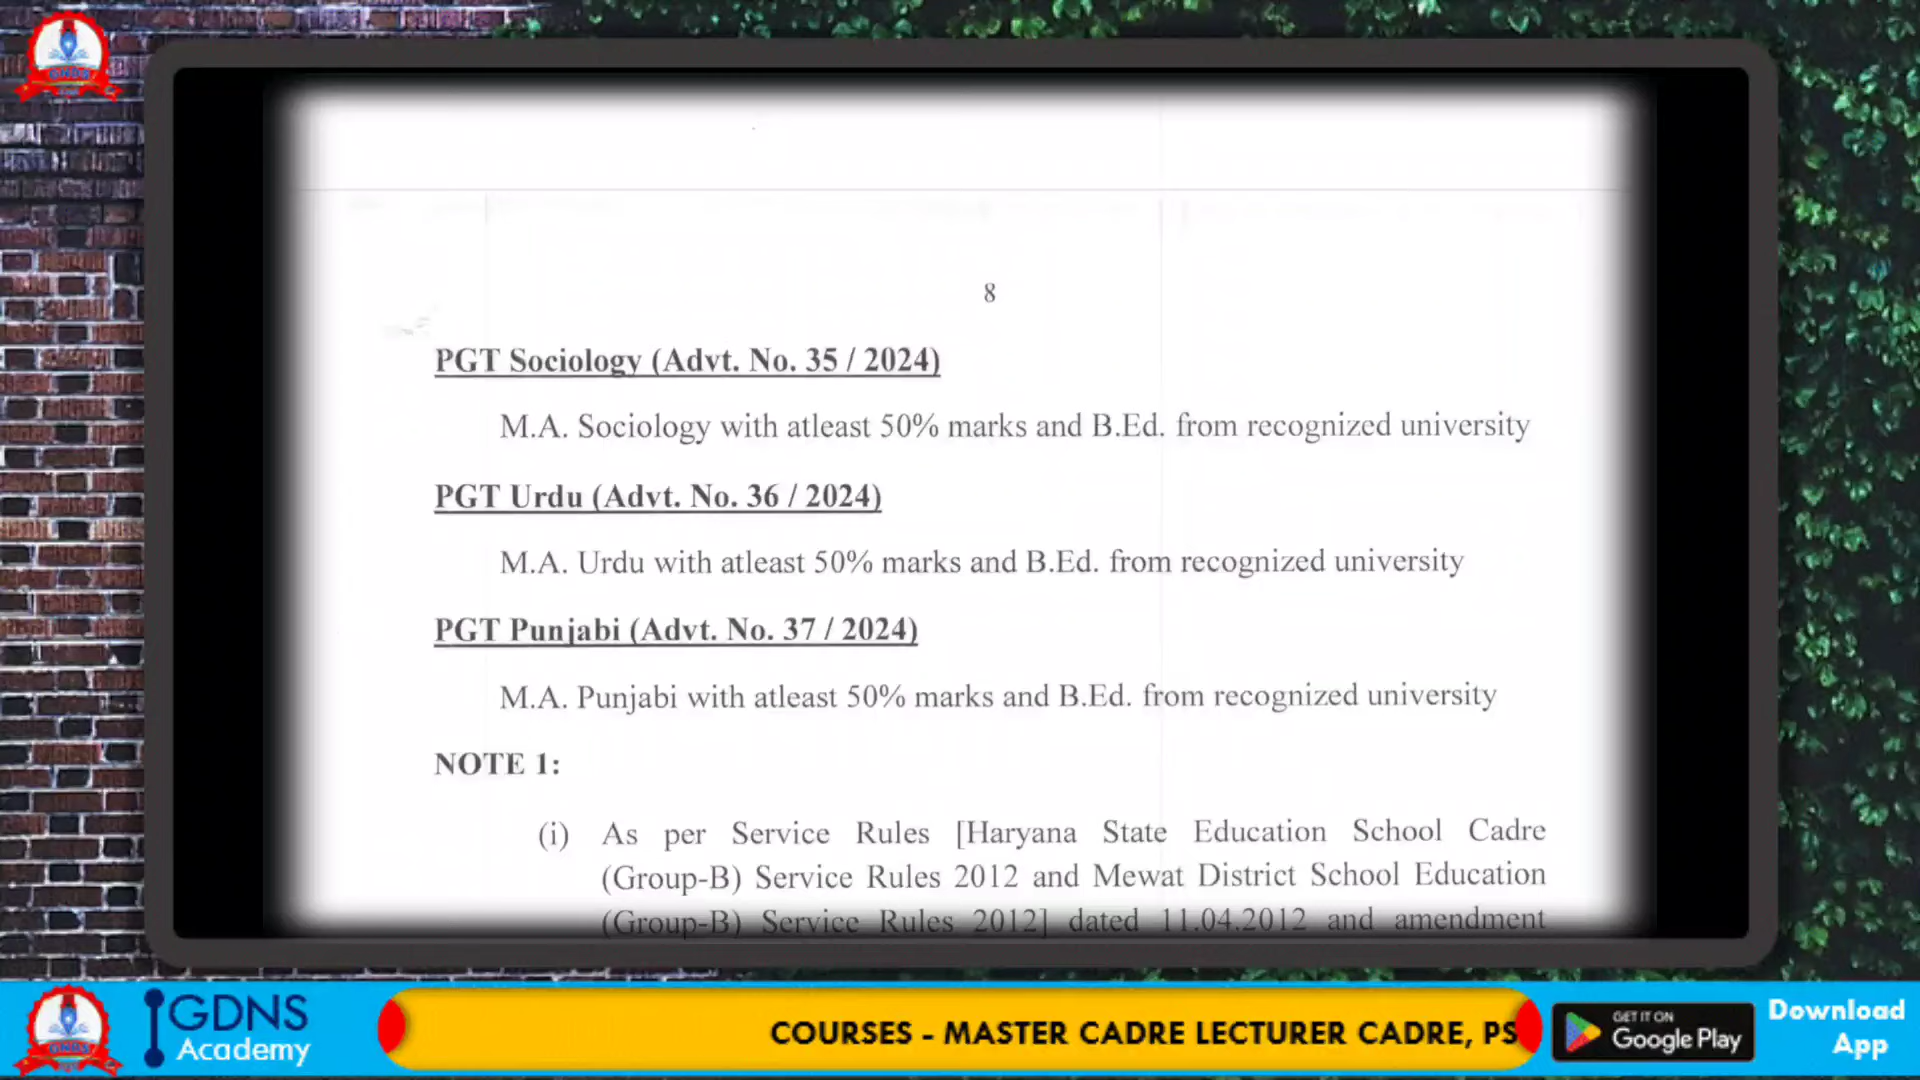 8
PGT Sociology (Advt. No. 35 / 2024)
M.A. Sociology with atleast 50% marks and B.Ed. from recognized university
PGT Urdu (Advt. No. 36 / 2024)
M.A. Urdu with atleast 50% marks and B.Ed. from recognized university
PGT Punjabi (Advt. No. 37 / 2024)
M.A. Punjabi with atleast 50% marks and B.Ed. from recognized university
NOTE 1:
(i) As per Service Rules [Haryana State Education School Cadre
(Group-B) Service Rules 2012 and Mewat District School Education
(Group-B) Service Rules 2012] dated 11.04.2012 and amendment
GDNS
Academy
COURSES - MASTER CADRE LECTURER CADRE, PS
GET IT ON
Google Play
Download
App